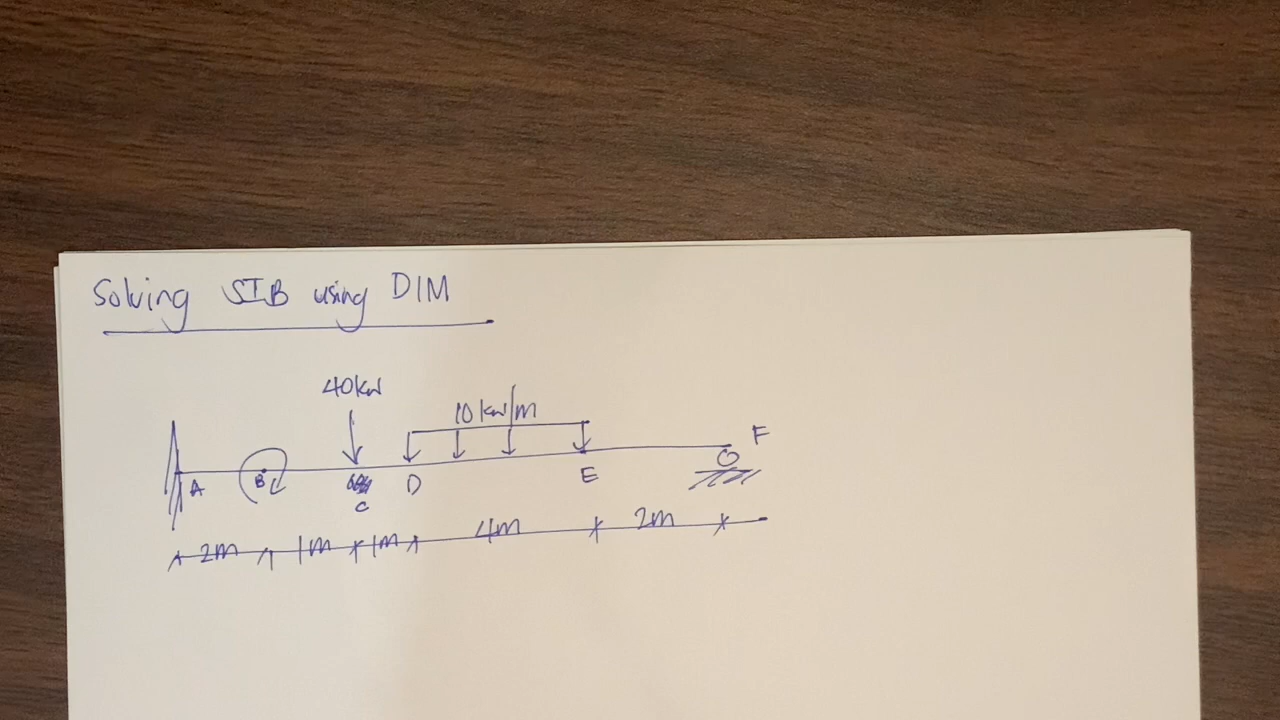 Solving SIB using DIM
40kN
10 kN/m
F
A B C D E
2m 1m 1m 4m 2m